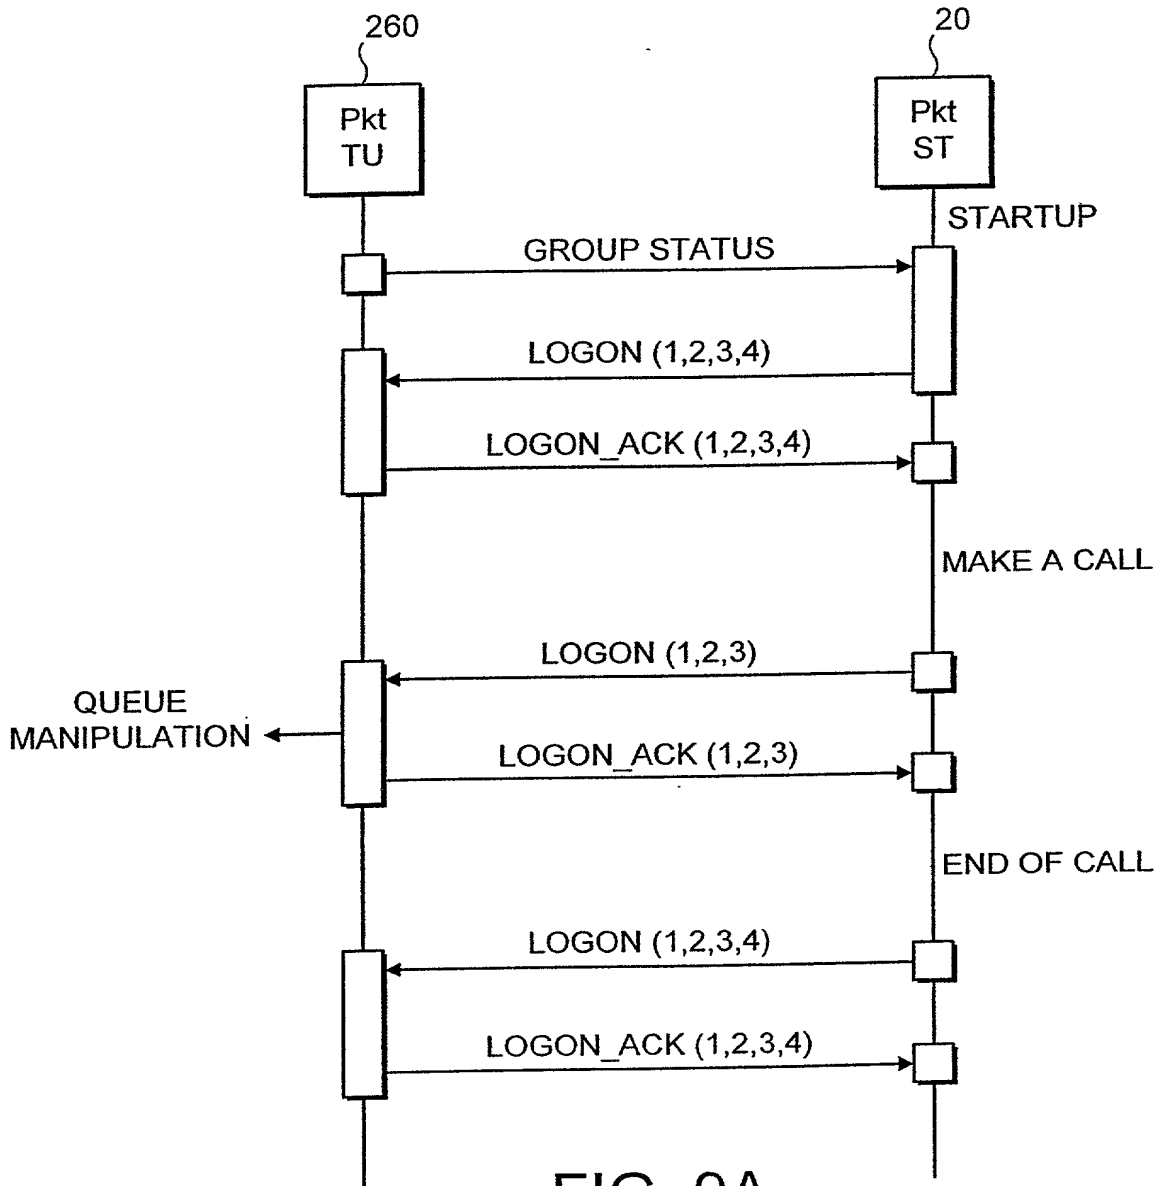 260
20
Pkt
TU
Pkt
ST
STARTUP
GROUP STATUS
LOGON (1,2,3,4)
LOGON_ACK (1,2,3,4)
MAKE A CALL
LOGON (1,2,3)
QUEUE
MANIPULATION
LOGON_ACK (1,2,3)
END OF CALL
LOGON (1,2,3,4)
LOGON_ACK (1,2,3,4)